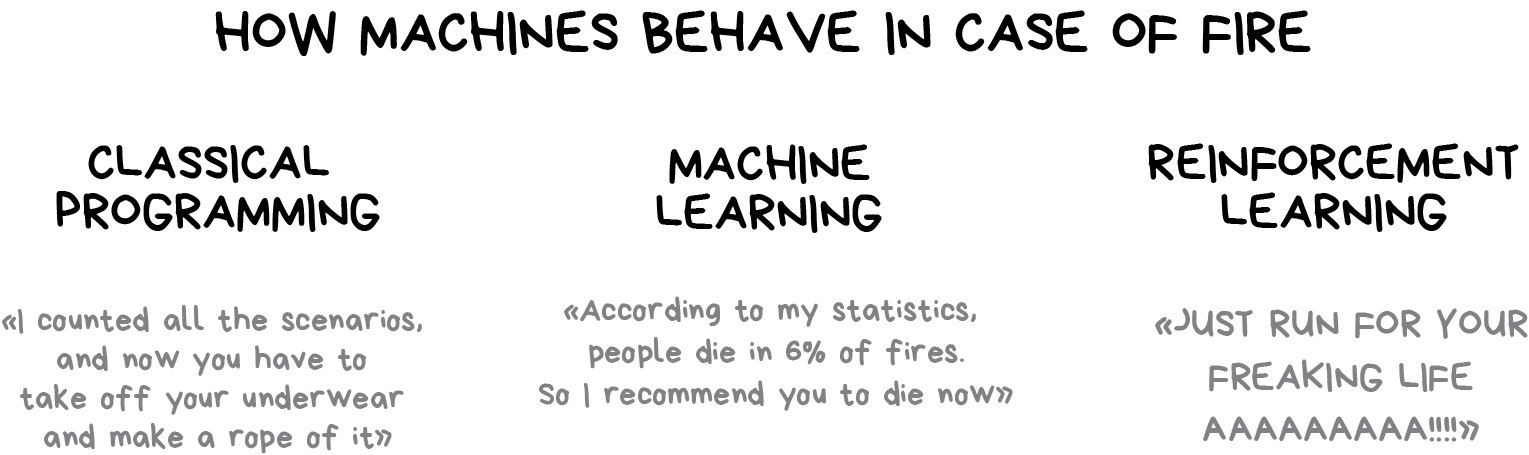 HOW MACHINES BEHAVE IN CASE OF FIRE
CLASSICAL
PROGRAMMING
«I counted all the scenarios,
and now you have to
take off your underwear
and make a rope of it»
MACHINE
LEARNING
«According to my statistics,
people die in 6% of fires.
So I recommend you to die now»
REINFORCEMENT
LEARNING
«JUST RUN FOR YOUR
FREAKING LIFE
AAAAAAAAA!!!!»